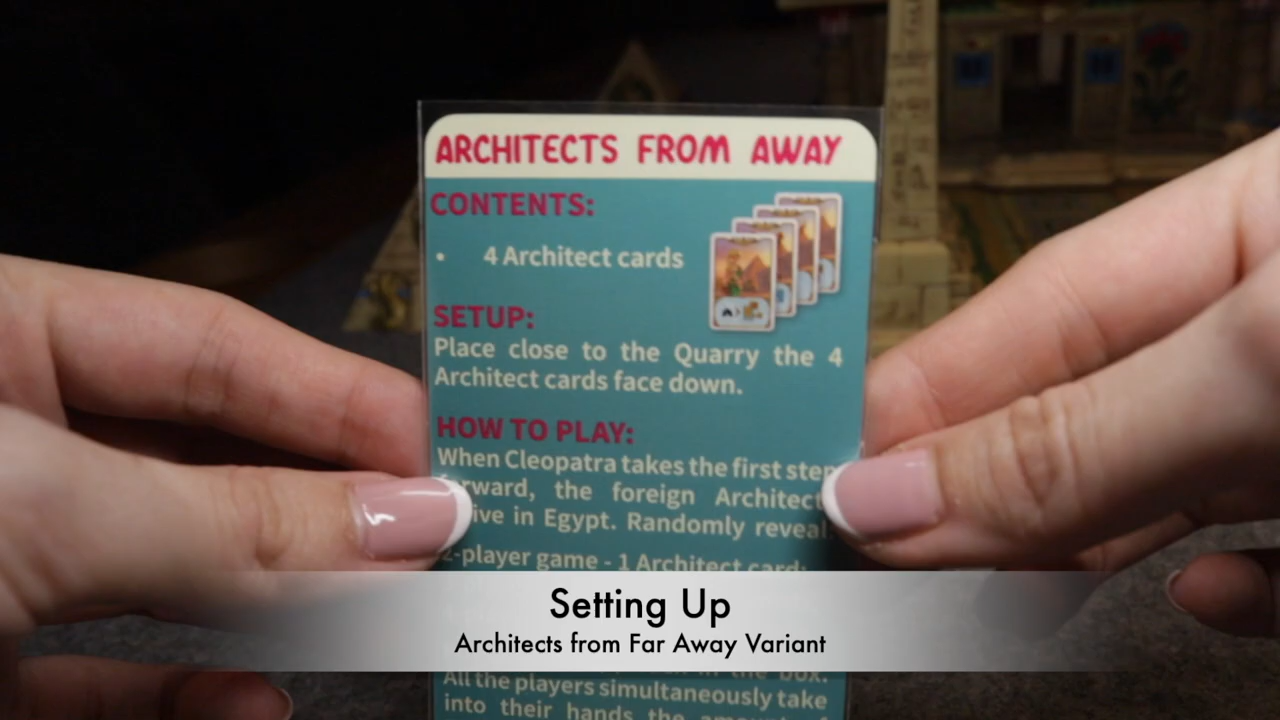 ARCHITECTS FROM AWAY
CONTENTS:
• 4 Architect cards
SETUP:
Place close to the Quarry the 4
Architect cards face down.
HOW TO PLAY:
When Cleopatra takes the first step
the foreign Architect
in Egypt. Randomly reveal
2-player game - 1 Architect card;
Setting Up
Architects from Far Away Variant
in the box.
All the players simultaneously take
into their hands the amount of